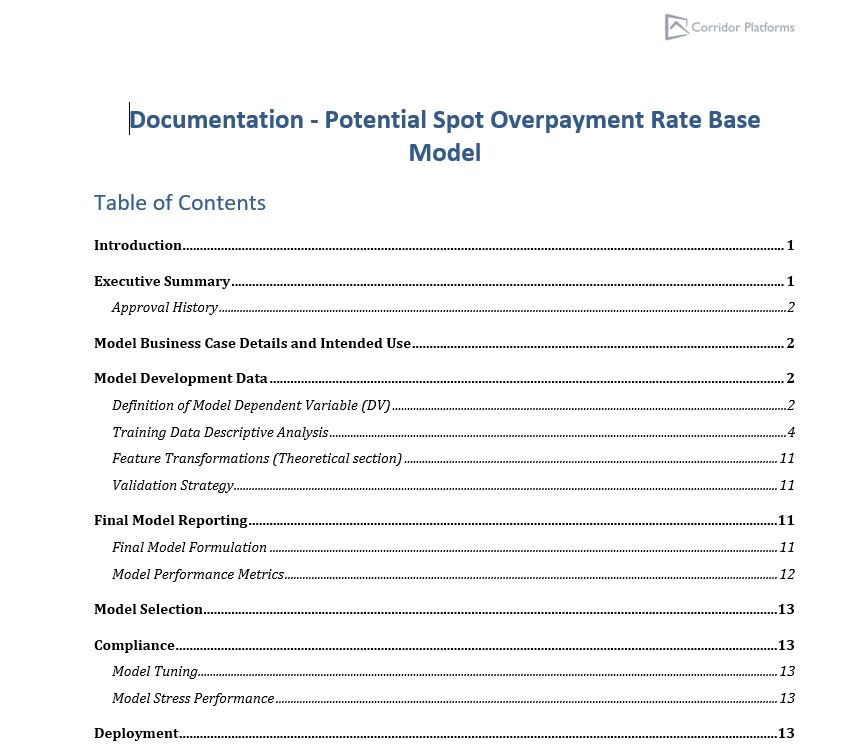 Corridor Platforms
Documentation - Potential Spot Overpayment Rate Base
Model
Table of Contents
Introduction........................................................................ 1
Executive Summary........................................................................ 1
Approval History........................................................................2
Model Business Case Details and Intended Use........................................................................ 2
Model Development Data........................................................................ 2
Definition of Model Dependent Variable (DV)........................................................................2
Training Data Descriptive Analysis........................................................................4
Feature Transformations (Theoretical section)........................................................................11
Validation Strategy........................................................................11
Final Model Reporting........................................................................11
Final Model Formulation........................................................................11
Model Performance Metrics........................................................................12
Model Selection........................................................................13
Compliance........................................................................13
Model Tuning........................................................................13
Model Stress Performance........................................................................13
Deployment........................................................................13